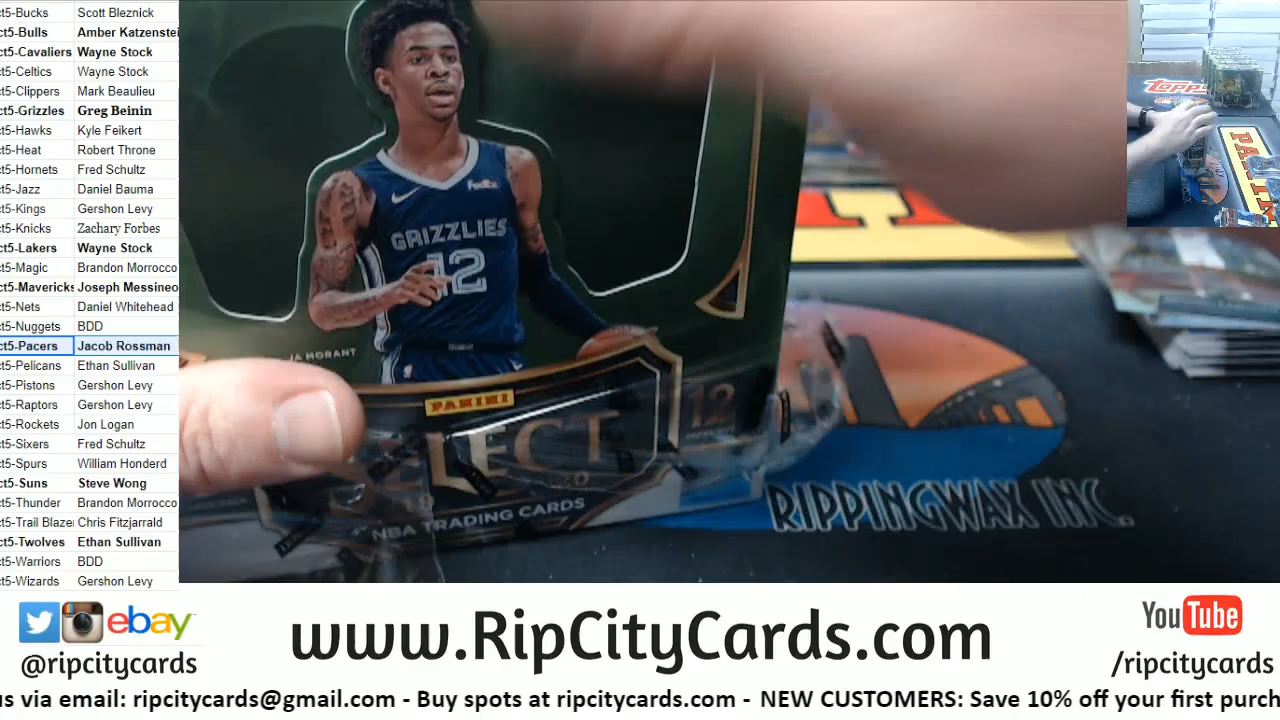 ct5-Bucks Scott Bleznick
ct5-Bulls Amber Katzenstei
ct5-Cavaliers Wayne Stock
ct5-Celtics Wayne Stock
ct5-Clippers Mark Beaulieu
ct5-Grizzles Greg Beinin
ct5-Hawks Kyle Feikert
ct5-Heat Robert Throne
ct5-Hornets Fred Schultz
ct5-Jazz Daniel Bauma
ct5-Kings Gershon Levy
ct5-Knicks Zachary Forbes
ct5-Lakers Wayne Stock
ct5-Magic Brandon Morrocco
ct5-Mavericks Joseph Messineo
ct5-Nets Daniel Whitehead
ct5-Nuggets BDD
ct5-Pacers Jacob Rossman
ct5-Pelicans Ethan Sullivan
ct5-Pistons Gershon Levy
ct5-Raptors Gershon Levy
ct5-Rockets Jon Logan
ct5-Sixers Fred Schultz
ct5-Spurs William Honderd
ct5-Suns Steve Wong
ct5-Thunder Brandon Morrocco
ct5-Trail Blaze Chris Fitzjarrald
ct5-Twolves Ethan Sullivan
ct5-Warriors BDD
ct5-Wizards Gershon Levy
FedEx
GRIZZLIES
12
JA MORANT
PANINI
SELECT
12
NBA TRADING CARDS
RIPPINGWAX INC.
Topps
PANINI
ebay
@ripcitycards
www.RipCityCards.com
YouTube
/ripcitycards
us via email: ripcitycards@gmail.com - Buy spots at ripcitycards.com - NEW CUSTOMERS: Save 10% off your first purch